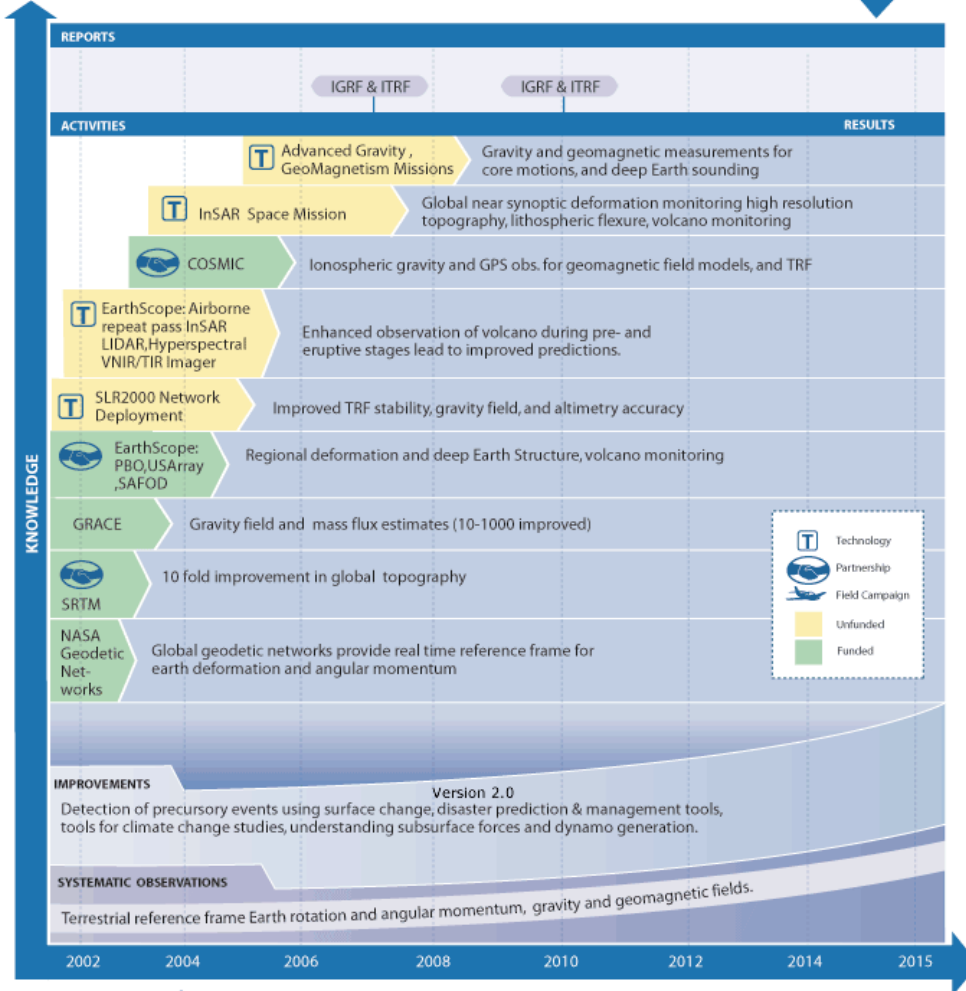 REPORTS
IGRF & ITRF
IGRF & ITRF
ACTIVITIES
RESULTS
T
Advanced Gravity ,
GeoMagnetism Missions
Gravity and geomagnetic measurements for
core motions, and deep Earth sounding
T
InSAR Space Mission
Global near synoptic deformation monitoring high resolution
topography, lithospheric flexure, volcano monitoring
COSMIC
Ionospheric gravity and GPS obs. for geomagnetic field models, and TRF
T
EarthScope: Airborne
repeat pass InSAR
LIDAR,Hyperspectral
VNIR/TIR Imager
Enhanced observation of volcano during pre- and
eruptive stages lead to improved predictions.
T
SLR2000 Network
Deployment
Improved TRF stability, gravity field, and altimetry accuracy
EarthScope:
PBO,USArray
,SAFOD
Regional deformation and deep Earth Structure, volcano monitoring
GRACE
Gravity field and mass flux estimates (10-1000 improved)
SRTM
10 fold improvement in global topography
NASA
Geodetic
Net-
works
Global geodetic networks provide real time reference frame for
earth deformation and angular momentum
KNOWLEDGE
T
Technology
Partnership
Field Campaign
Unfunded
Funded
IMPROVEMENTS
Version 2.0
Detection of precursory events using surface change, disaster prediction & management tools,
tools for climate change studies, understanding subsurface forces and dynamo generation.
SYSTEMATIC OBSERVATIONS
Terrestrial reference frame Earth rotation and angular momentum, gravity and geomagnetic fields.
2002 2004 2006 2008 2010 2012 2014 2015